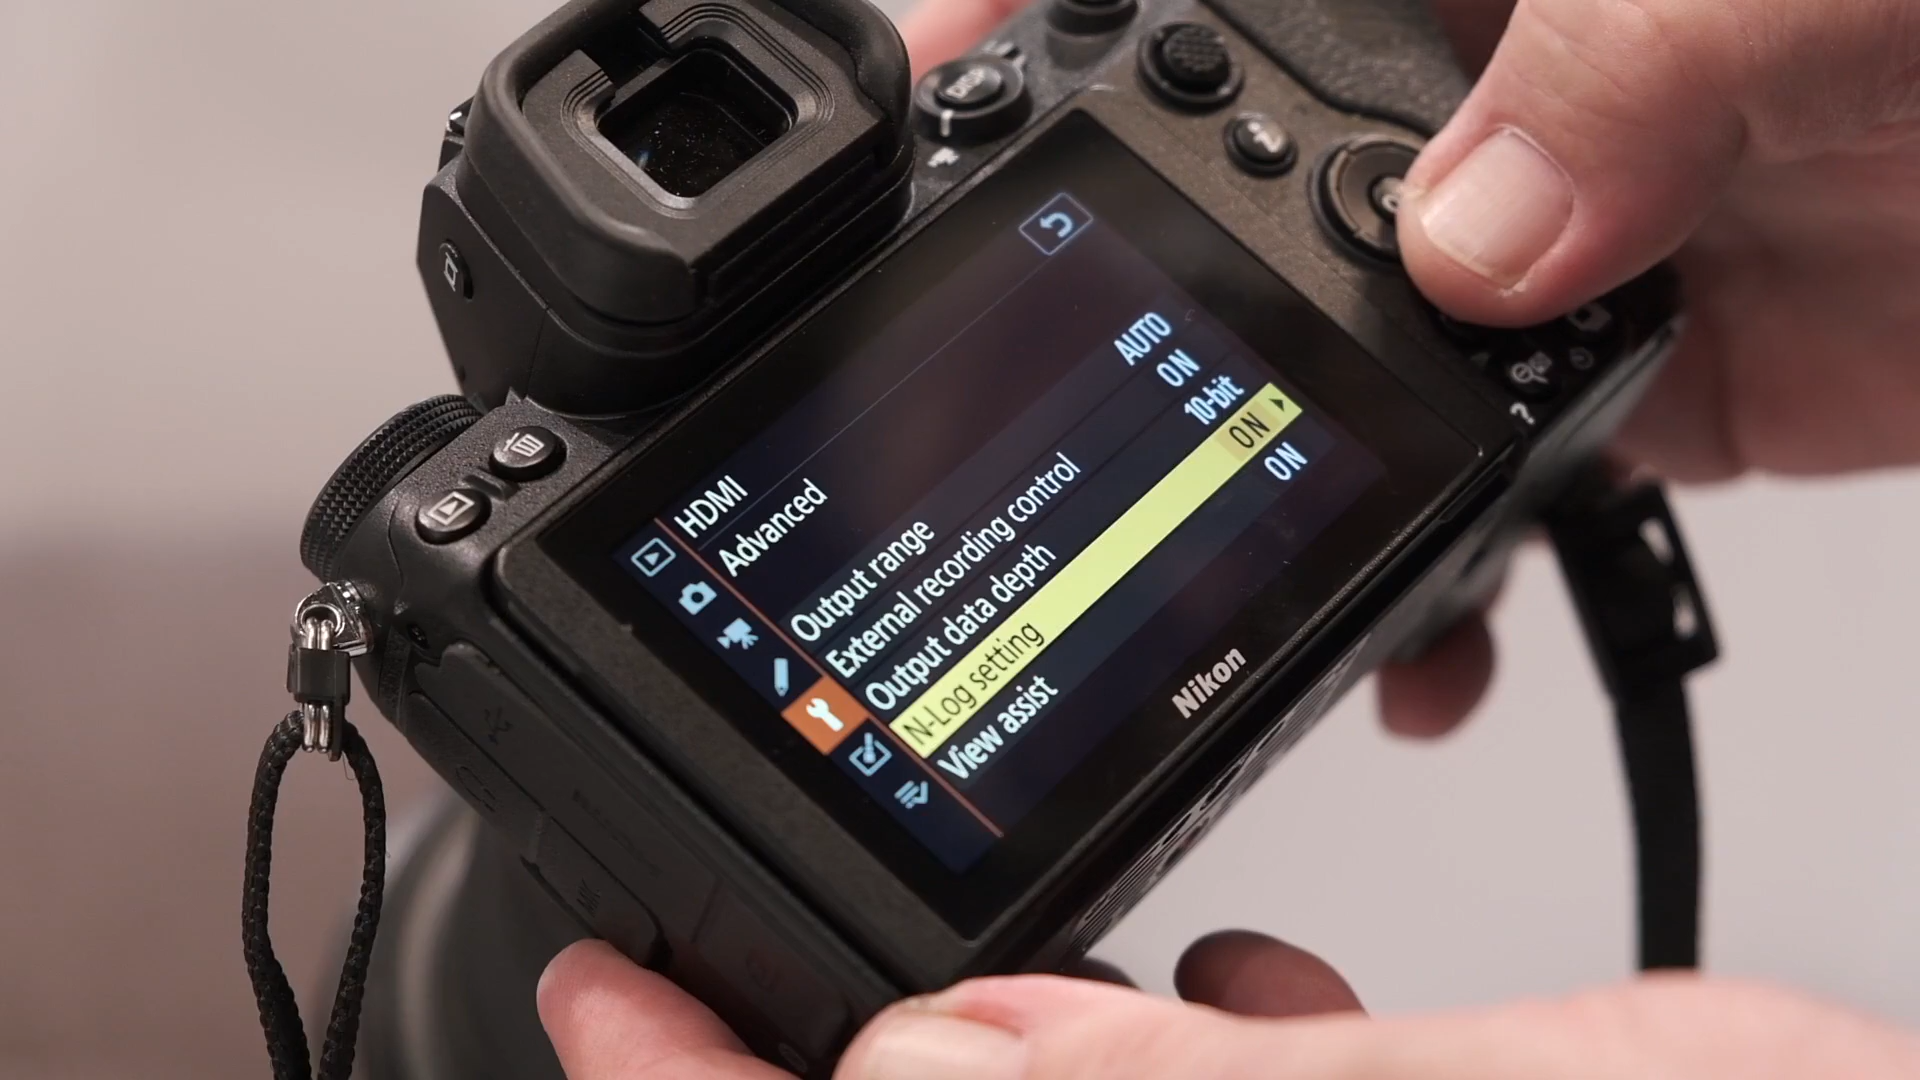 DISP
HDMI
Advanced
Output range AUTO
External recording control ON
Output data depth 10-bit
N-Log setting ON
View assist ON
Nikon
?